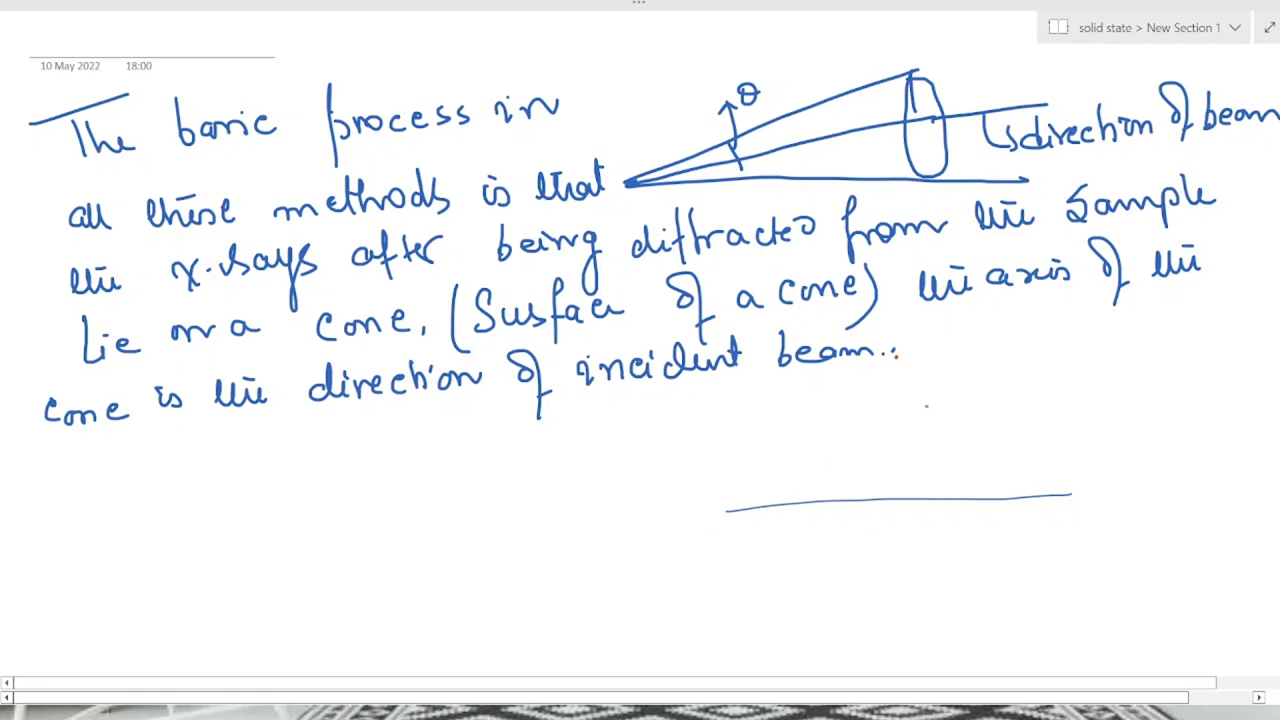 solid state > New Section 1
10 May 2022 18:00
The basic process in
θ
direction of beam
all these methods is that
the x-rays after being diffracted from the sample
Lie on a cone. (Surface of a cone) the axis of the
cone is the direction of incident beam.